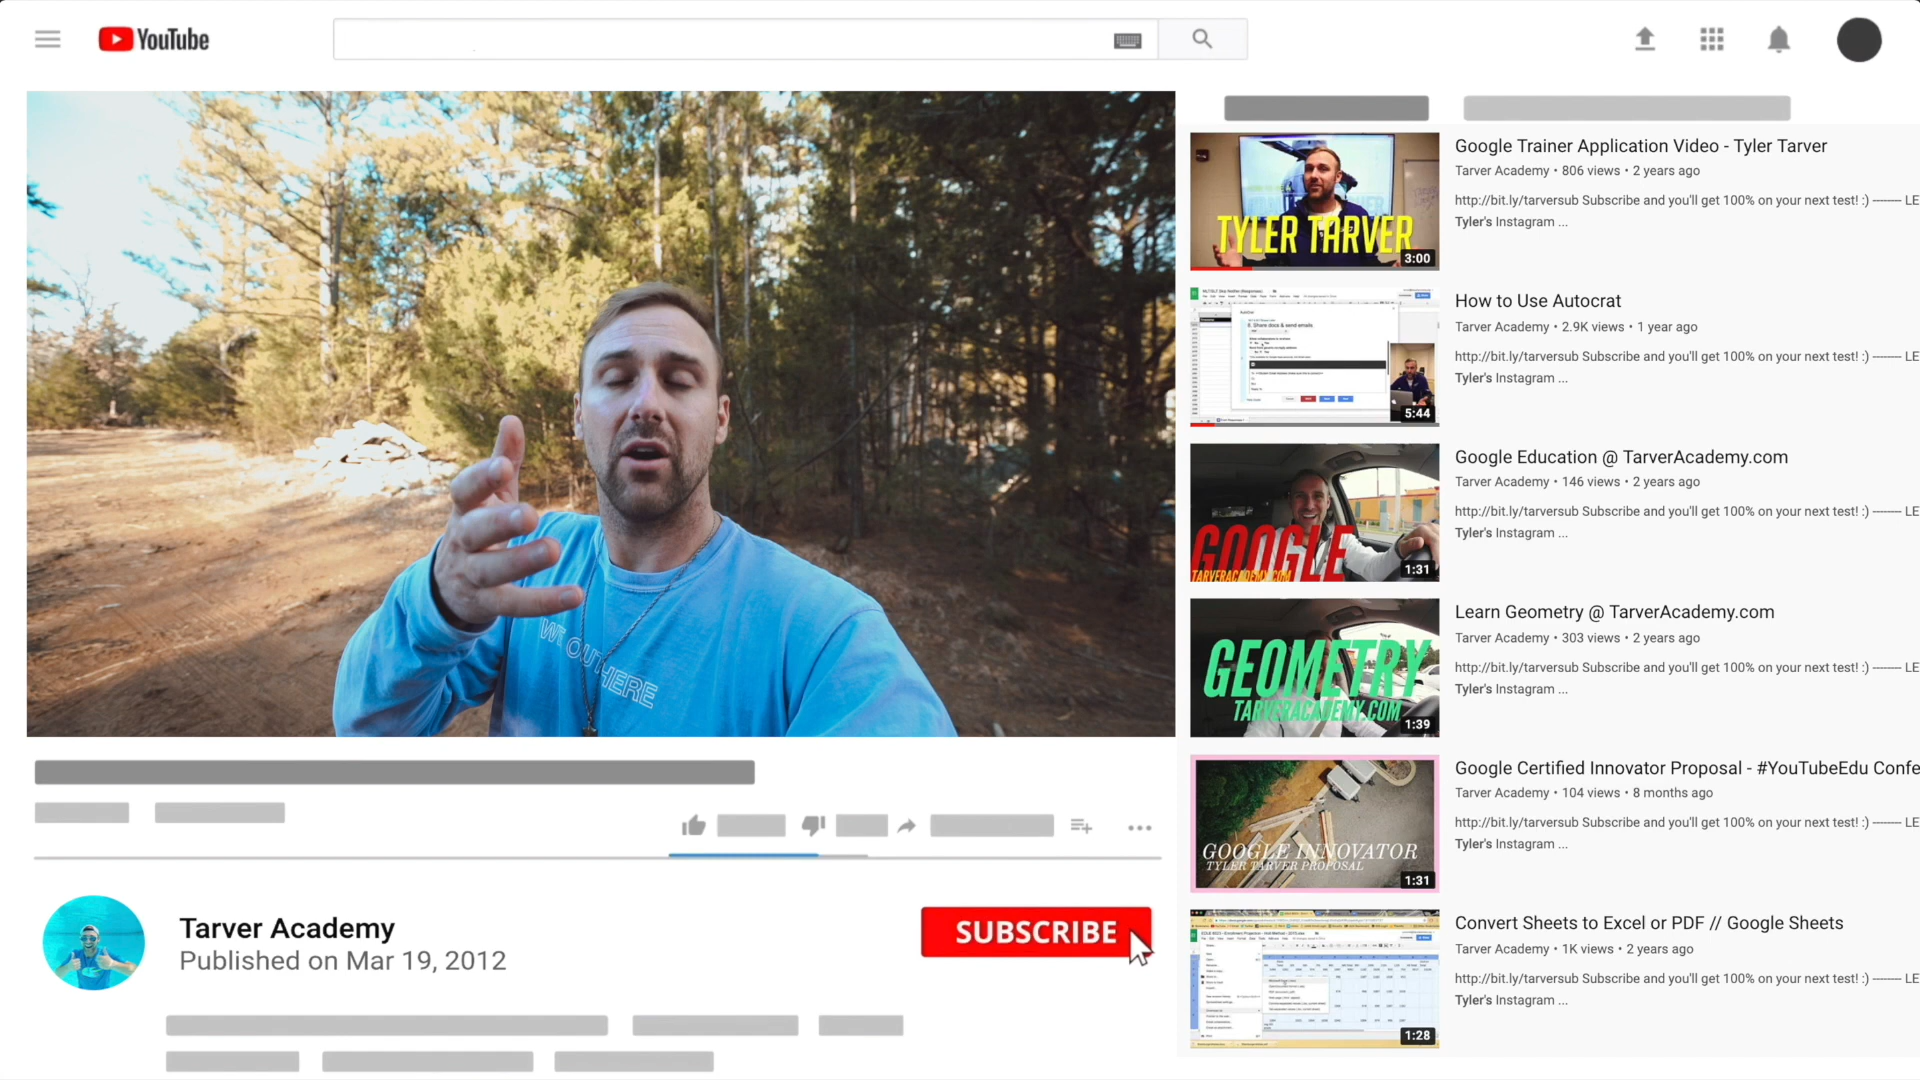 YouTube
WE OUT HERE
TYLER TARVER
3:00
Google Trainer Application Video - Tyler Tarver
Tarver Academy • 806 views • 2 years ago
http://bit.ly/tarversub Subscribe and you'll get 100% on your next test! :) -------- LE
Tyler's Instagram ...
8. Share docs & send emails
5:44
How to Use Autocrat
Tarver Academy • 2.9K views • 1 year ago
http://bit.ly/tarversub Subscribe and you'll get 100% on your next test! :) -------- LE
Tyler's Instagram ...
GOOGLE
TARVERACADEMY.COM
1:31
Google Education @ TarverAcademy.com
Tarver Academy • 146 views • 2 years ago
http://bit.ly/tarversub Subscribe and you'll get 100% on your next test! :) -------- LE
Tyler's Instagram ...
GEOMETRY
TARVERACADEMY.COM
1:39
Learn Geometry @ TarverAcademy.com
Tarver Academy • 303 views • 2 years ago
http://bit.ly/tarversub Subscribe and you'll get 100% on your next test! :) -------- LE
Tyler's Instagram ...
GOOGLE INNOVATOR
TYLER TARVER PROPOSAL
1:31
Google Certified Innovator Proposal - #YouTubeEdu Confe
Tarver Academy • 104 views • 8 months ago
http://bit.ly/tarversub Subscribe and you'll get 100% on your next test! :) -------- LE
Tyler's Instagram ...
1:28
Convert Sheets to Excel or PDF // Google Sheets
Tarver Academy • 1K views • 2 years ago
http://bit.ly/tarversub Subscribe and you'll get 100% on your next test! :) -------- LE
Tyler's Instagram ...
Tarver Academy
Published on Mar 19, 2012
SUBSCRIBE